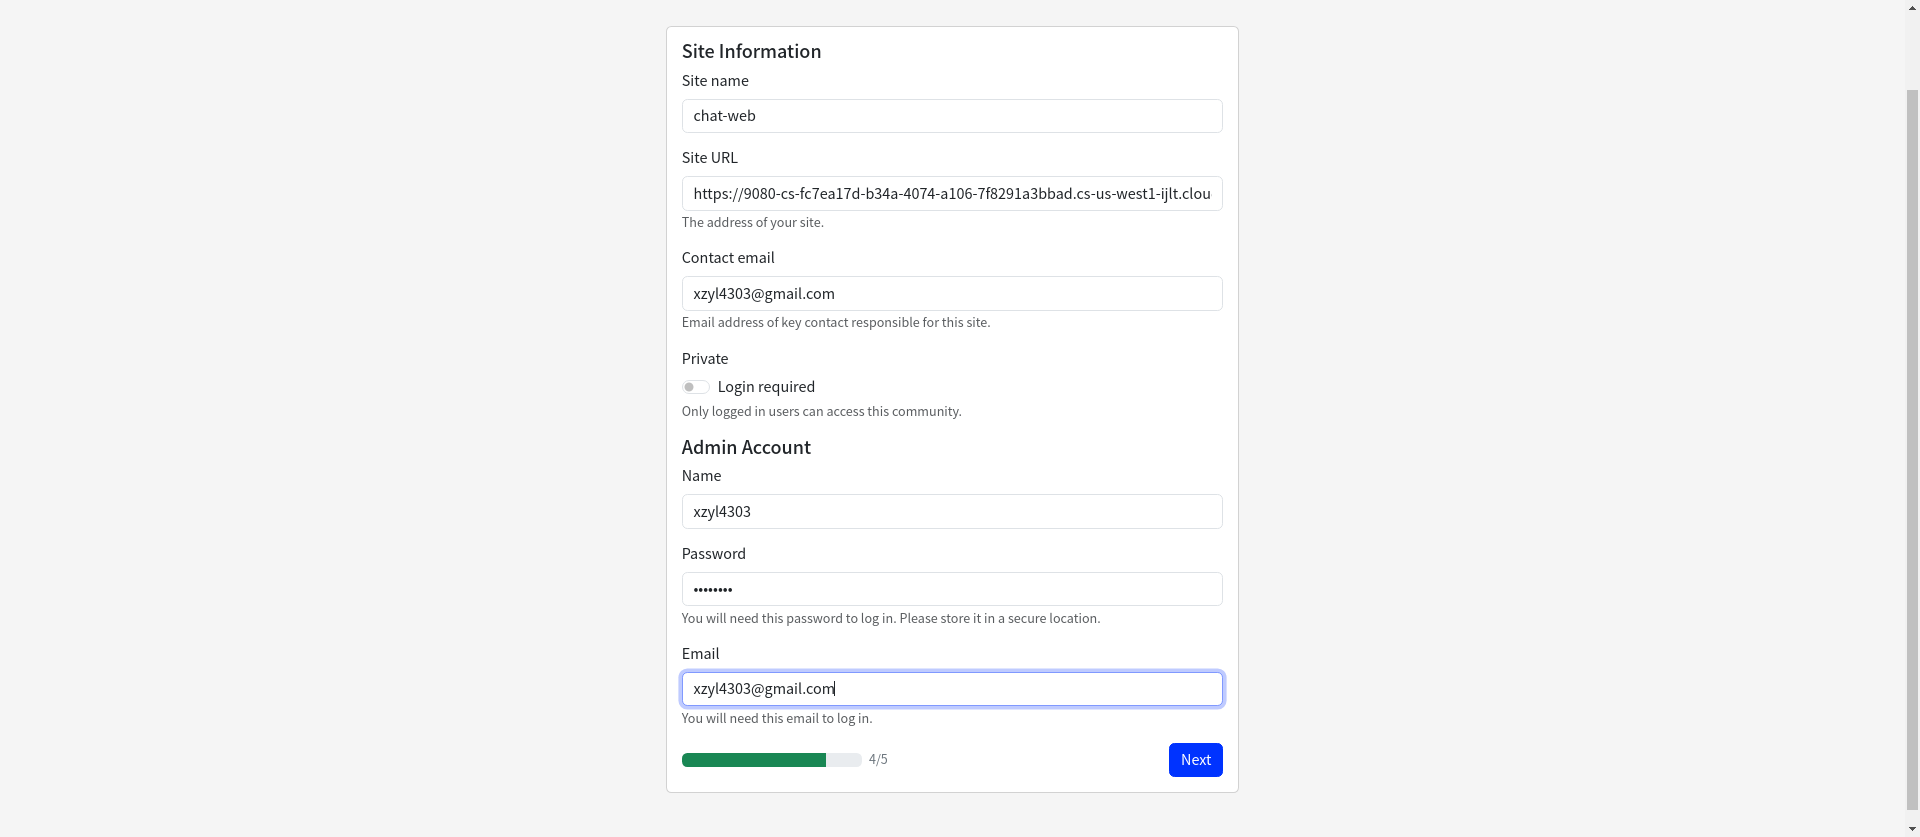 Site Information
Site name
chat-web
Site URL
https://9080-cs-fc7ea17d-b34a-4074-a106-7f8291a3bbad.cs-us-west1-ijlt.clou
The address of your site.
Contact email
xzyl4303@gmail.com
Email address of key contact responsible for this site.
Private
Login required
Only logged in users can access this community.
Admin Account
Name
xzyl4303
Password
••••••••
You will need this password to log in. Please store it in a secure location.
Email
xzyl4303@gmail.com
You will need this email to log in.
4/5
Next